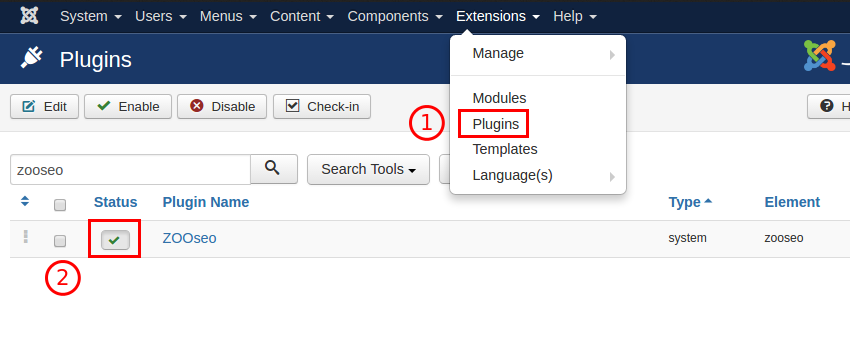 System Users Menus Content Components Extensions Help
Plugins
Manage
Modules
Plugins
Templates
Language(s)
Edit Enable Disable Check-in
1
zooseo Search Tools
Status Plugin Name Type Element
ZOOseo system zooseo
2